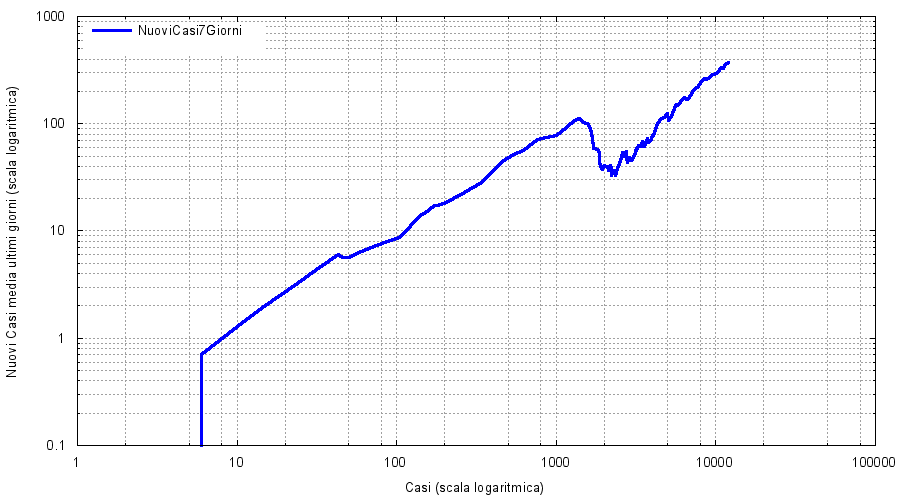 1000
NuoviCasi7Giorni
100
10
1
0.1
Nuovi Casi media ultimi giorni (scala logaritmica)
1 10 100 1000 10000 100000
Casi (scala logaritmica)